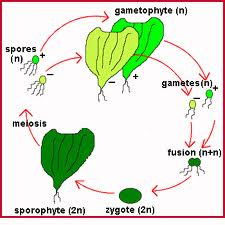 gametophyte (n)
spores
(n)
+
−
−
+
gametes(n)
+
−
meiosis
fusion (n+n)
sporophyte (2n)
zygote (2n)